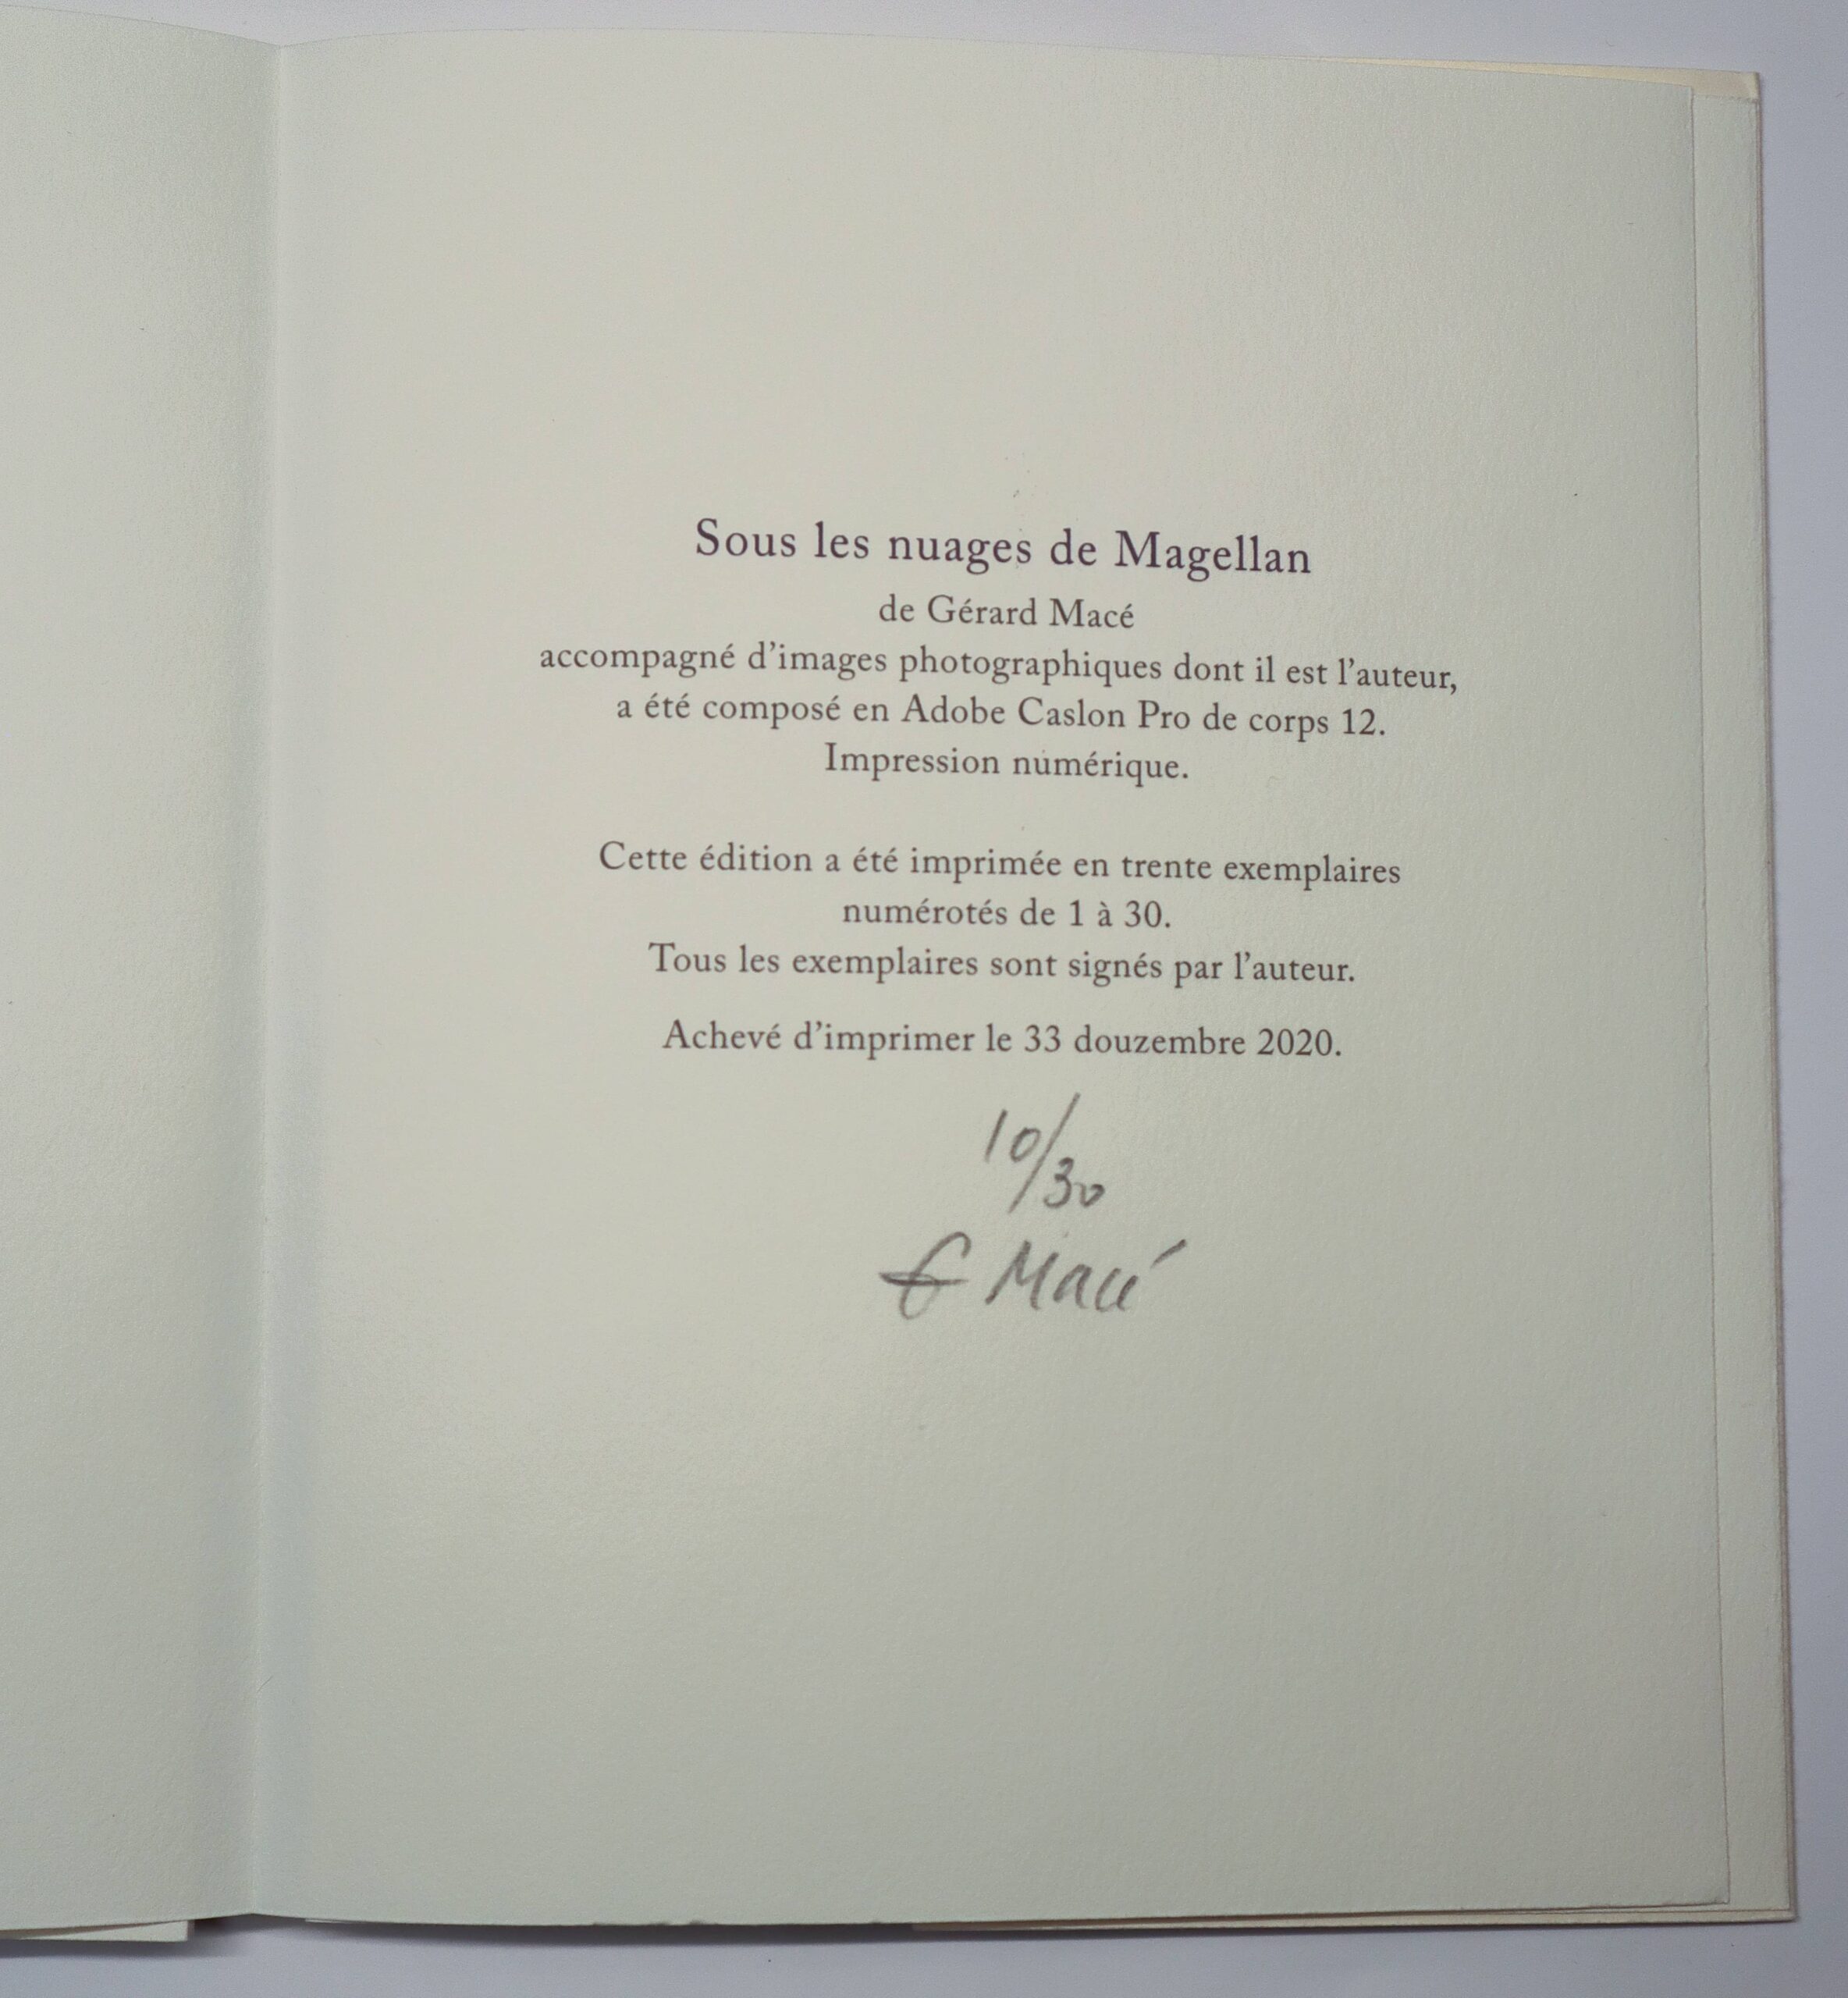 Sous les nuages de Magellan
de Gérard Macé
accompagné d’images photographiques dont il est l’auteur,
a été composé en Adobe Caslon Pro de corps 12.
Impression numérique.
Cette édition a été imprimée en trente exemplaires
numérotés de 1 à 30.
Tous les exemplaires sont signés par l’auteur.
Achevé d’imprimer le 33 douzembre 2020.
10/30
G Macé